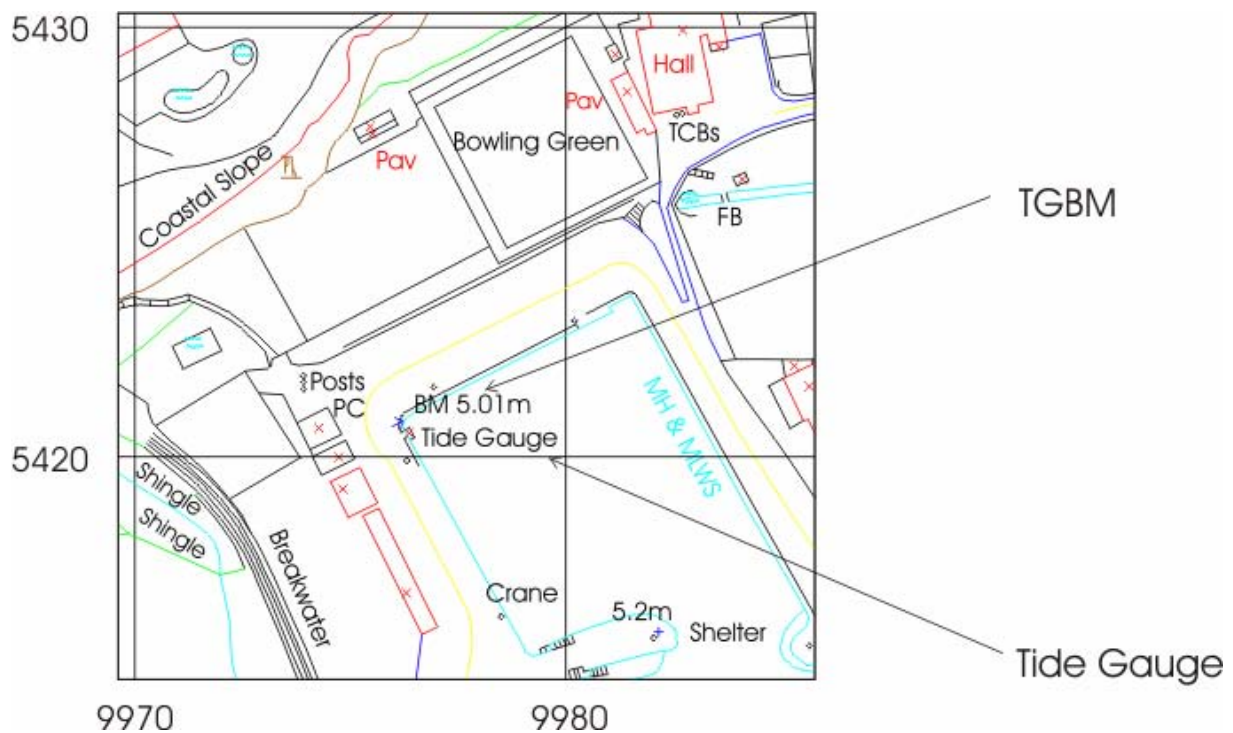 5430
Hall
Pav
TCBs
Bowling Green
Pav
Coastal Slope
FB
TGBM
Posts
PC
BM 5.01m
Tide Gauge
MH & MLWS
5420
Shingle
Shingle
Breakwater
Crane
5.2m
Shelter
Tide Gauge
9970
9980